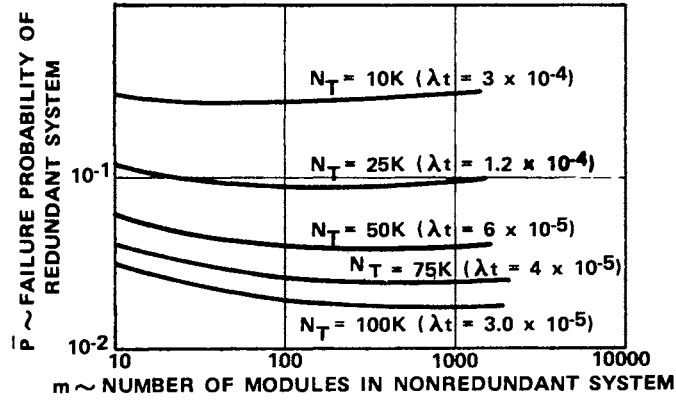 P̅ ~ FAILURE PROBABILITY OF
REDUNDANT SYSTEM
N_T = 10K (λt = 3 x 10⁻⁴)
10⁻¹
N_T = 25K (λt = 1.2 x 10⁻⁴)
N_T = 50K (λt = 6 x 10⁻⁵)
N_T = 75K (λt = 4 x 10⁻⁵)
N_T = 100K (λt = 3.0 x 10⁻⁵)
10⁻²
10 100 1000 10000
m ~ NUMBER OF MODULES IN NONREDUNDANT SYSTEM